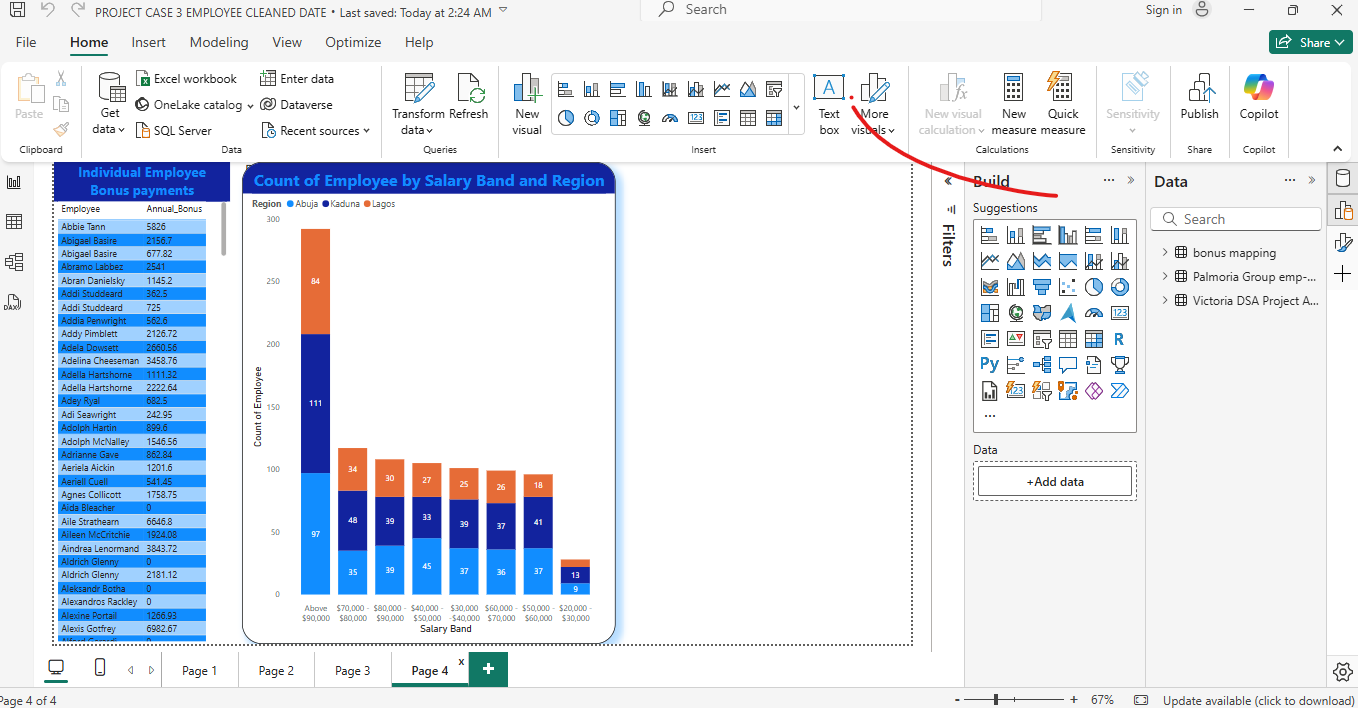 PROJECT CASE 3 EMPLOYEE CLEANED DATE • Last saved: Today at 2:24 AM
Search
Sign in
File Home Insert Modeling View Optimize Help
Share
Paste
Clipboard
Get data
Excel workbook
OneLake catalog
SQL Server
Enter data
Dataverse
Recent sources
Data
Transform data
Refresh
Queries
New visual
Insert
Text box
More visuals
New visual calculation
New measure
Quick measure
Calculations
Sensitivity
Sensitivity
Publish
Share
Copilot
Copilot
Individual Employee
Bonus payments
Employee Annual_Bonus
Abbie Tann 5826
Abigael Basire 2156.7
Abigael Basire 677.82
Abramo Labbez 2541
Abran Danielsky 1145.2
Addi Studdeard 362.5
Addi Studdeard 725
Addia Penwright 562.6
Addy Pimblett 2126.72
Adela Dowsett 2660.56
Adelina Cheeseman 3458.76
Adella Hartshorne 1111.32
Adella Hartshorne 2222.64
Adey Ryal 682.5
Adi Seawright 242.95
Adolph Hartin 899.6
Adolph McNalley 1546.56
Adrianne Gave 862.84
Aeriela Aickin 1201.6
Aeriell Cuell 541.45
Agnes Collicott 1758.75
Aida Bleacher 0
Aile Strathearn 6646.8
Aileen McCritchie 1924.08
Aindrea Lenormand 3843.72
Aldrich Glenny 0
Aldrich Glenny 2181.12
Aleksandr Botha 0
Alexandros Rackley 0
Alexine Portail 1266.93
Alexis Gotfrey 6982.67
Count of Employee by Salary Band and Region
Region Abuja Kaduna Lagos
Count of Employee
300
250
200
150
100
50
0
84
111
97
34
48
35
30
39
39
27
33
45
25
39
37
26
37
36
18
41
37
13
9
Above $90,000
$70,000 - $80,000
$80,000 - $90,000
$40,000 - $50,000
$30,000 -$40,000
$60,000 - $70,000
$50,000 - $60,000
$20,000 - $30,000
Salary Band
Filters
Build
Suggestions
123
R
Py
Data
+Add data
Data
Search
bonus mapping
Palmoria Group emp-...
Victoria DSA Project A...
DAX
Page 1 Page 2 Page 3 Page 4 x +
Page 4 of 4
- + 67%
Update available (click to download)